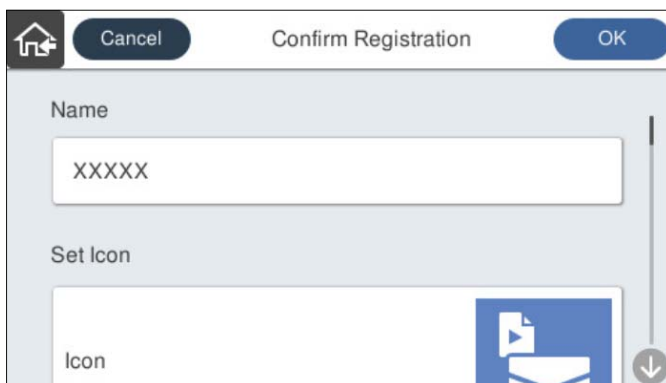 Cancel Confirm Registration OK
Name
XXXXX
Set Icon
Icon